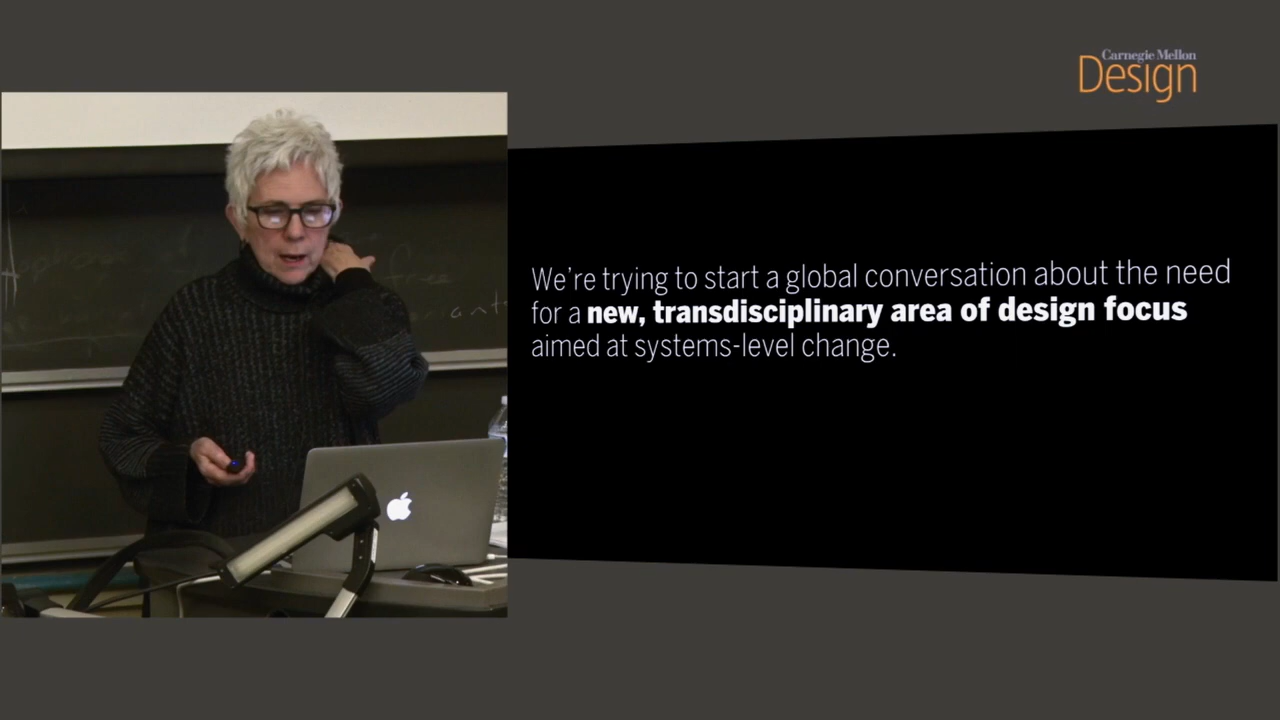 Carnegie Mellon
Design
We're trying to start a global conversation about the need
for a new, transdisciplinary area of design focus
aimed at systems-level change.
free